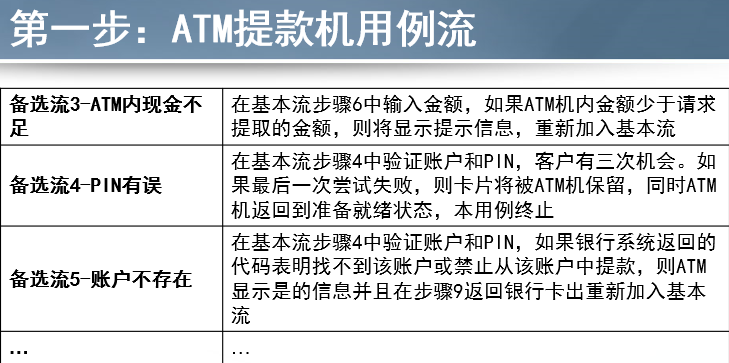 第一步：ATM提款机用例流
备选流3-ATM内现金不
足
在基本流步骤6中输入金额，如果ATM机内金额少于请求
提取的金额，则将显示提示信息，重新加入基本流
备选流4-PIN有误
在基本流步骤4中验证账户和PIN，客户有三次机会。如
果最后一次尝试失败，则卡片将被ATM机保留，同时ATM
机返回到准备就绪状态，本用例终止
备选流5-账户不存在
在基本流步骤4中验证账户和PIN，如果银行系统返回的
代码表明找不到该账户或禁止从该账户中提款，则ATM
显示是的信息并且在步骤9返回银行卡出重新加入基本
流
…
…